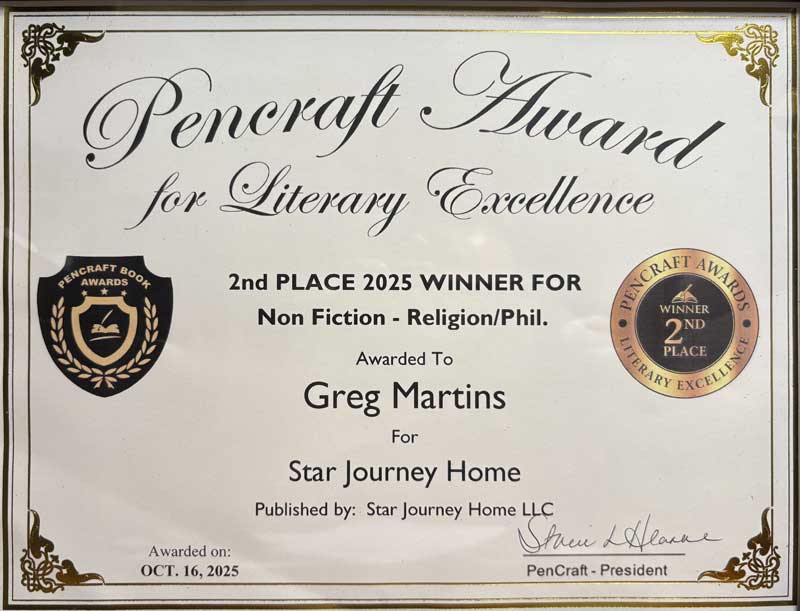 Pencraft Award
for Literary Excellence
PENCRAFT BOOK
AWARDS
2nd PLACE 2025 WINNER FOR
Non Fiction - Religion/Phil.
PENCRAFT AWARDS
WINNER
2ND
PLACE
LITERARY EXCELLENCE
Awarded To
Greg Martins
For
Star Journey Home
Published by: Star Journey Home LLC
Awarded on:
OCT. 16, 2025
PenCraft - President